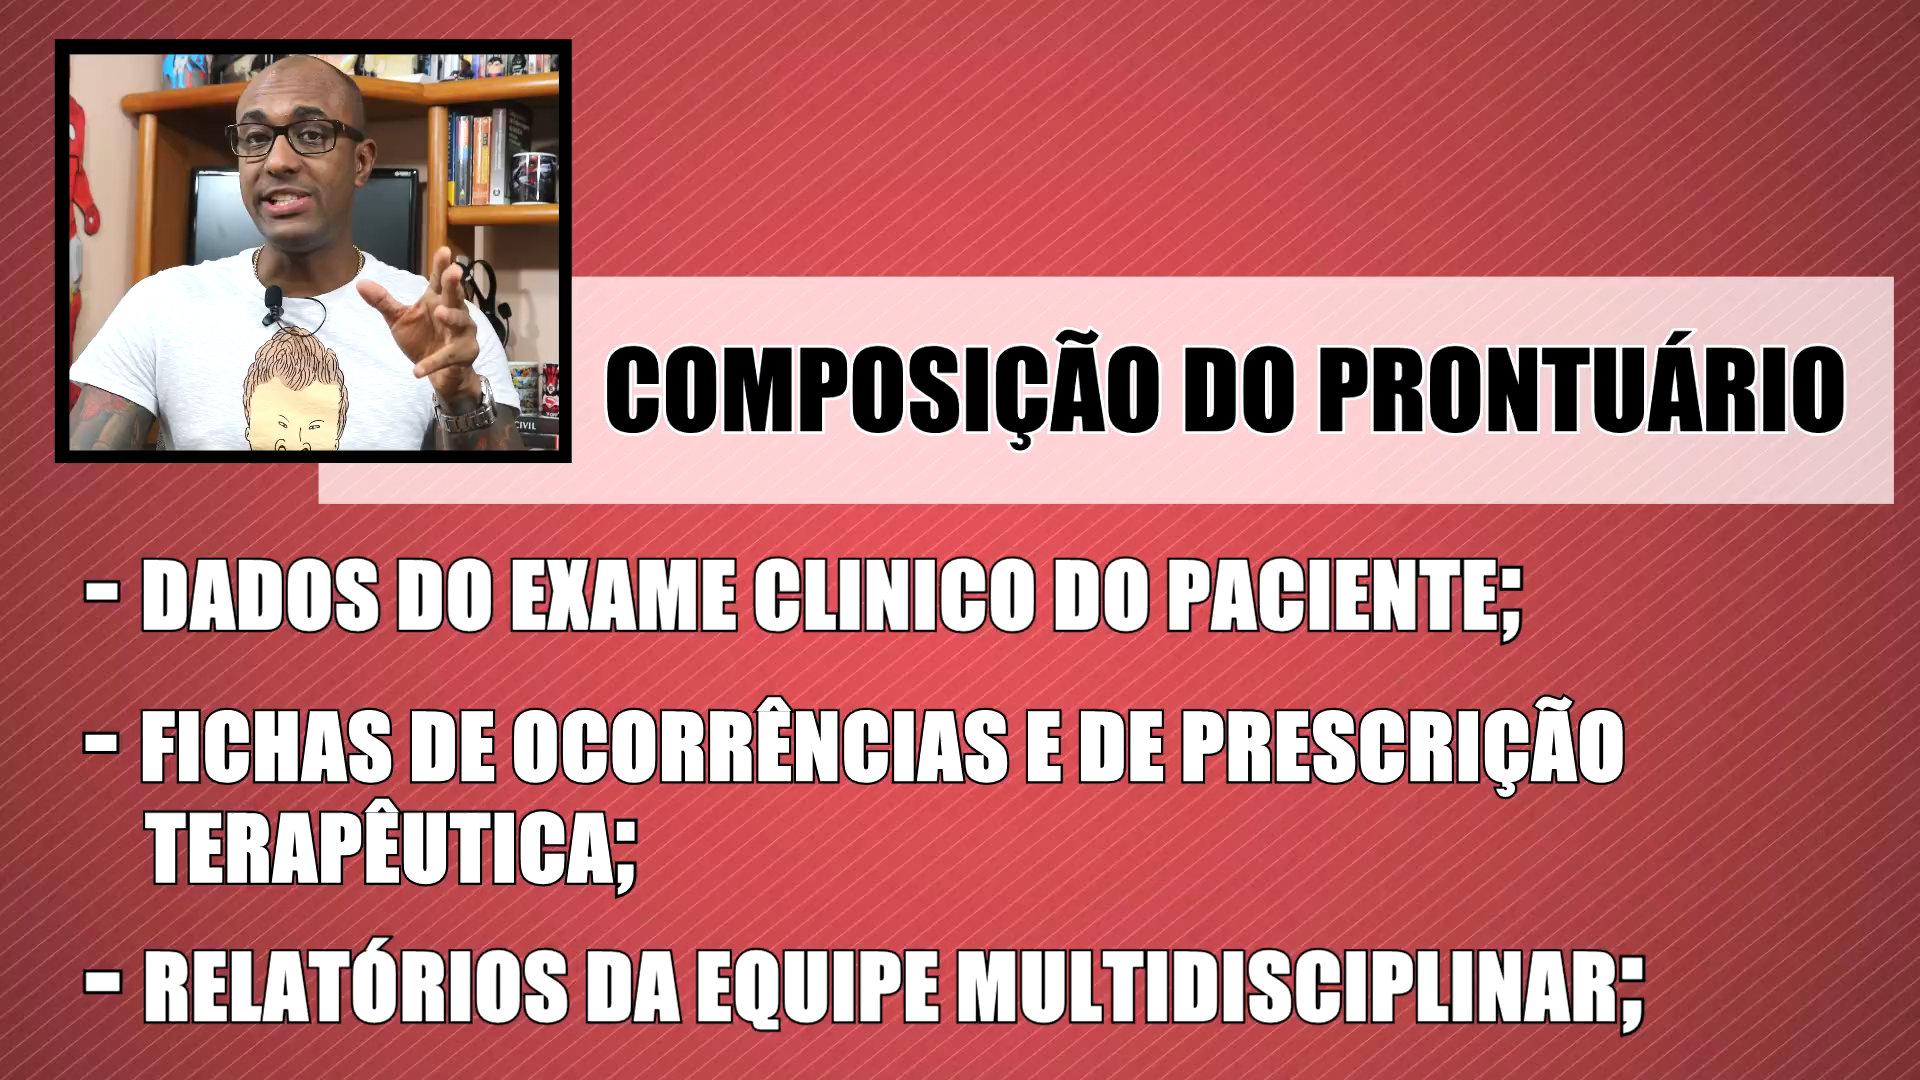 COMPOSIÇÃO DO PRONTUÁRIO
- DADOS DO EXAME CLINICO DO PACIENTE;
- FICHAS DE OCORRÊNCIAS E DE PRESCRIÇÃO
TERAPÊUTICA;
- RELATÓRIOS DA EQUIPE MULTIDISCIPLINAR;
CIVIL